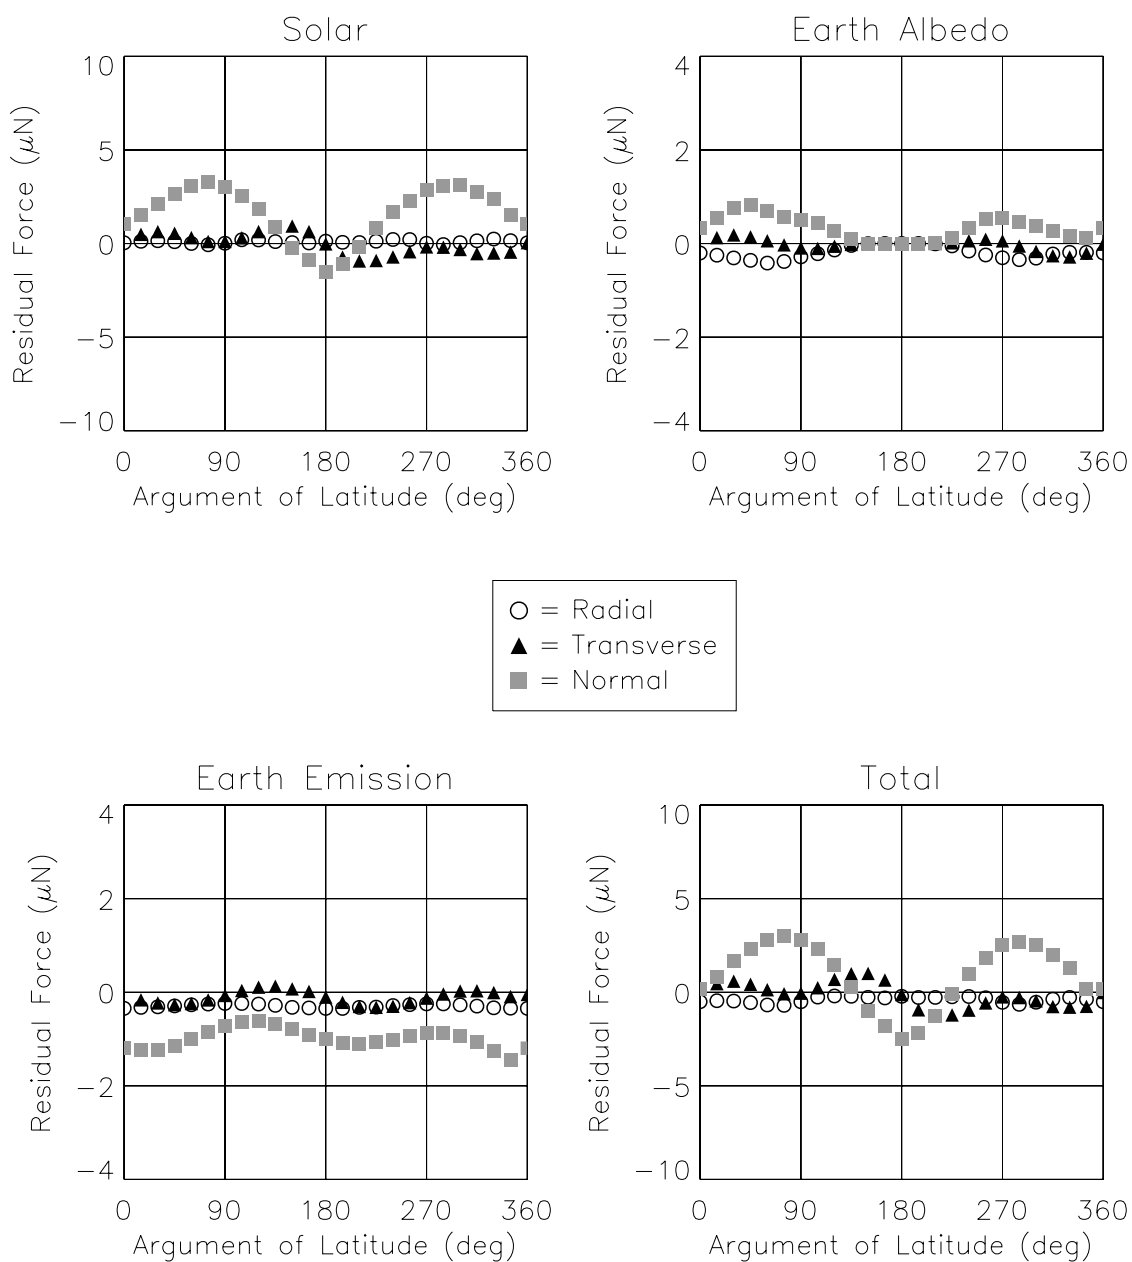 Solar
Residual Force (μN)
10
5
0
−5
−10
0 90 180 270 360
Argument of Latitude (deg)
Earth Albedo
Residual Force (μN)
4
2
0
−2
−4
0 90 180 270 360
Argument of Latitude (deg)
= Radial
= Transverse
= Normal
Earth Emission
Residual Force (μN)
4
2
0
−2
−4
0 90 180 270 360
Argument of Latitude (deg)
Total
Residual Force (μN)
10
5
0
−5
−10
0 90 180 270 360
Argument of Latitude (deg)